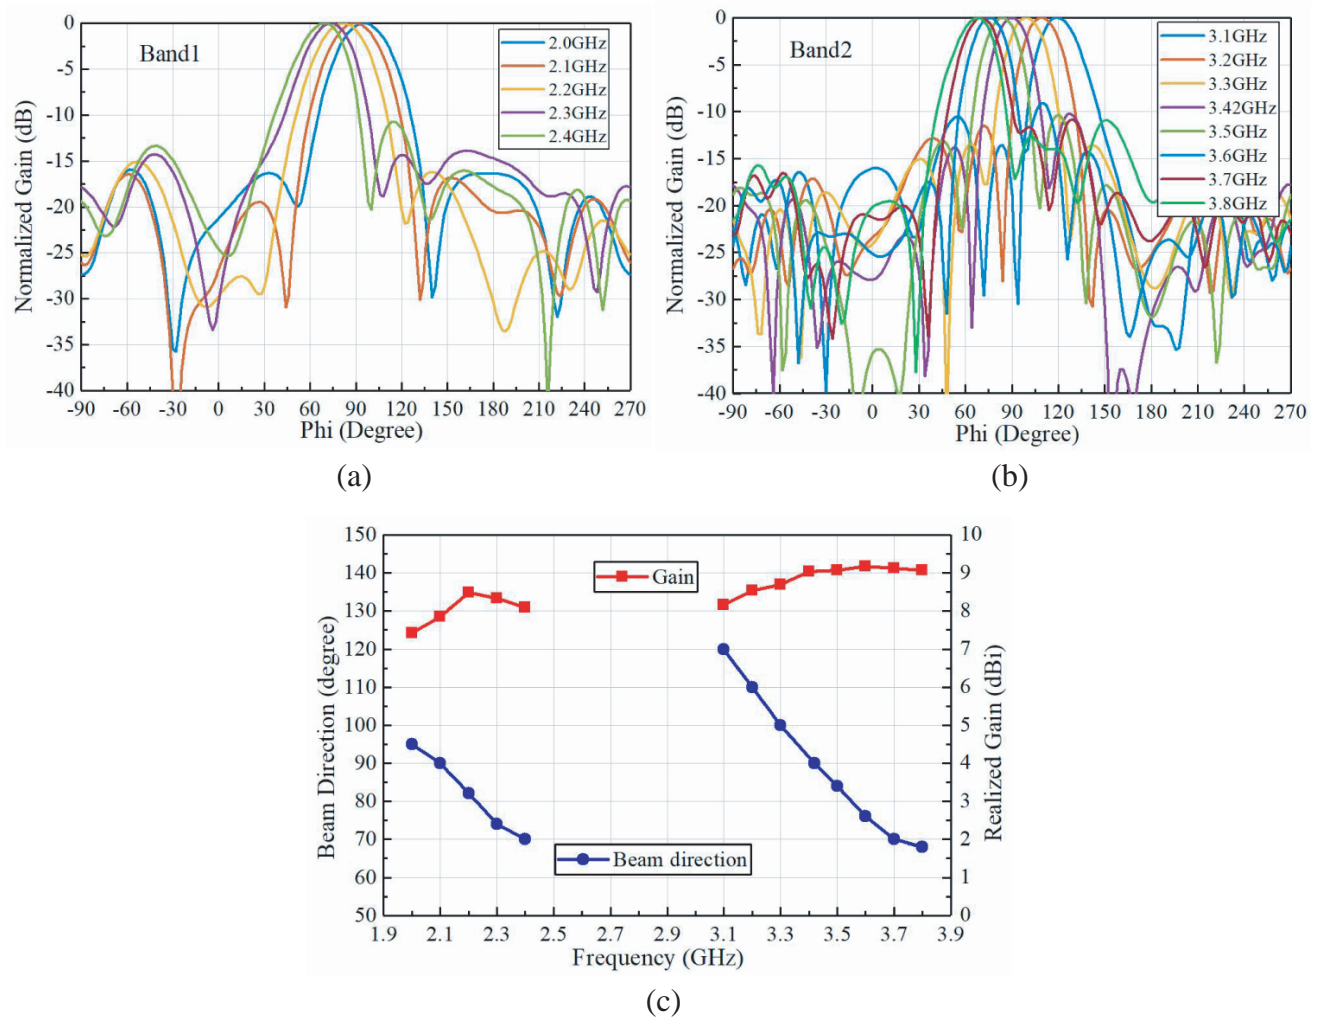 Normalized Gain (dB)
0
-5
-10
-15
-20
-25
-30
-35
-40
Band1
2.0GHz
2.1GHz
2.2GHz
2.3GHz
2.4GHz
-90 -60 -30 0 30 60 90 120 150 180 210 240 270
Phi (Degree)
(a)
Normalized Gain (dB)
0
-5
-10
-15
-20
-25
-30
-35
-40
Band2
3.1GHz
3.2GHz
3.3GHz
3.42GHz
3.5GHz
3.6GHz
3.7GHz
3.8GHz
-90 -60 -30 0 30 60 90 120 150 180 210 240 270
Phi (Degree)
(b)
Beam Direction (degree)
150
140
130
120
110
100
90
80
70
60
50
Gain
Beam direction
10
9
8
7
6
5
4
3
2
1
0
Realized Gain (dBi)
1.9 2.1 2.3 2.5 2.7 2.9 3.1 3.3 3.5 3.7 3.9
Frequency (GHz)
(c)